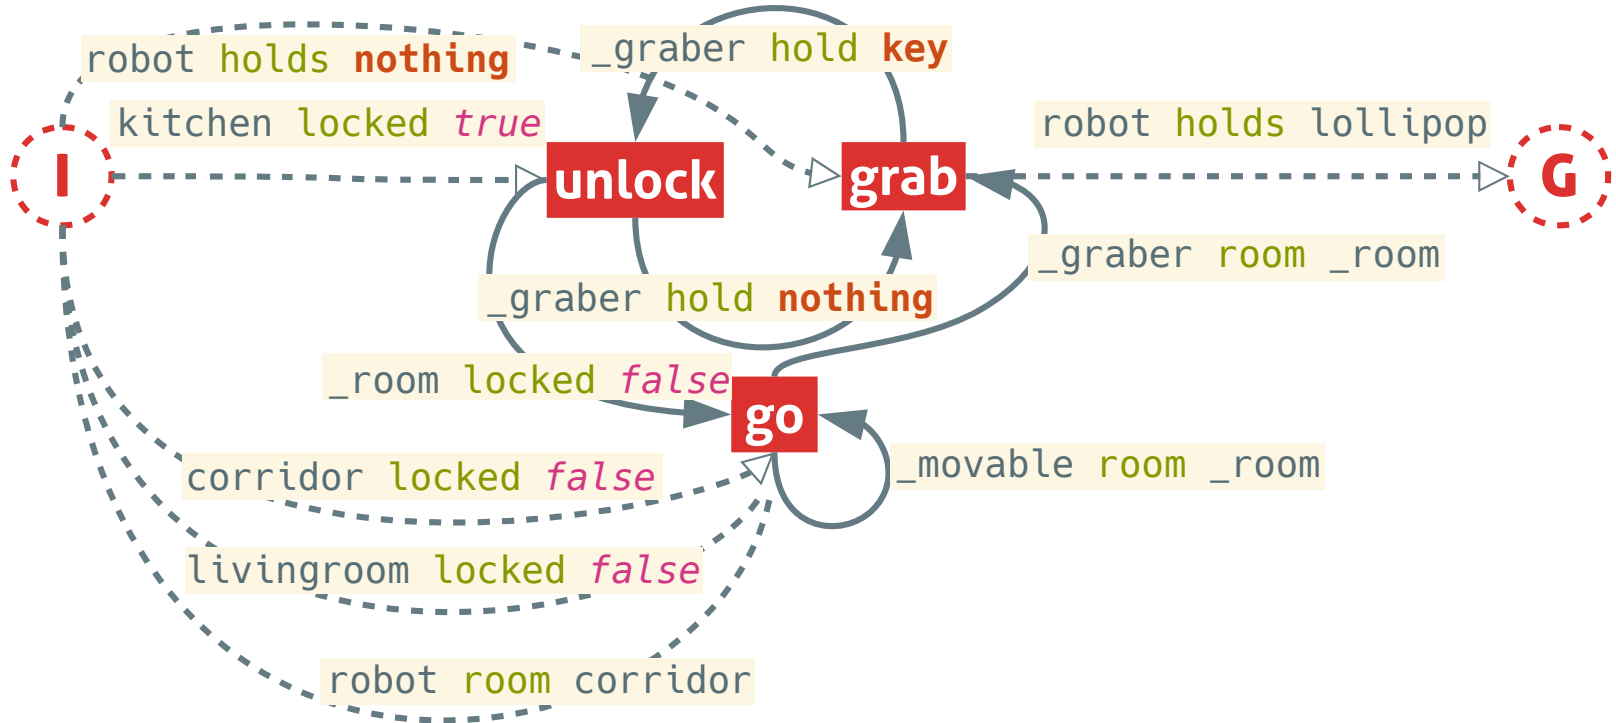 robot holds nothing
_graber hold key
kitchen locked true
robot holds lollipop
I
unlock
grab
G
_graber room _room
_graber hold nothing
_room locked false
go
_movable room _room
corridor locked false
livingroom locked false
robot room corridor